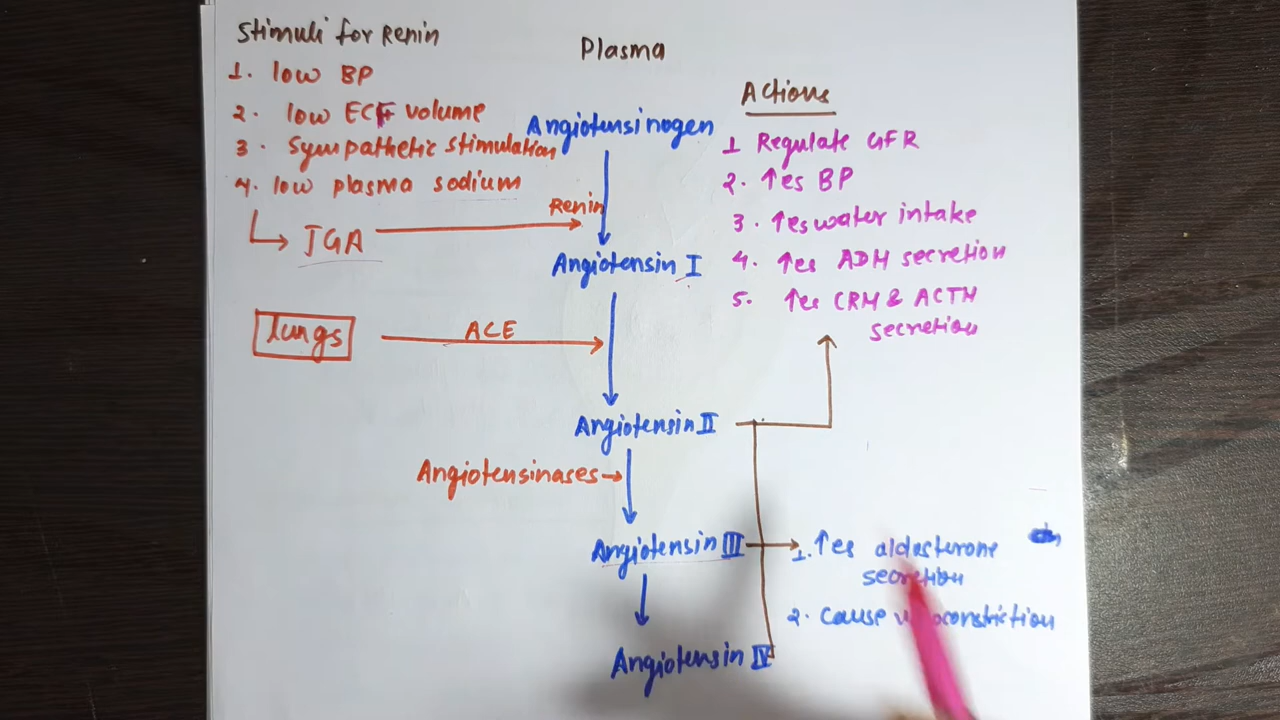 Stimuli for Renin
1. low BP
2. low ECF volume
3. Sympathetic stimulation
4. low plasma sodium
JGA
Plasma
Angiotensinogen
Renin
Angiotensin I
lungs
ACE
Angiotensin II
Angiotensinases
Angiotensin III
Angiotensin IV
Actions
1 Regulate GFR
2. ↑es BP
3. ↑es water intake
4. ↑es ADH secretion
5. ↑es CRH & ACTH
secretion
1. ↑es aldosterone
secretion
2. Cause vasoconstriction